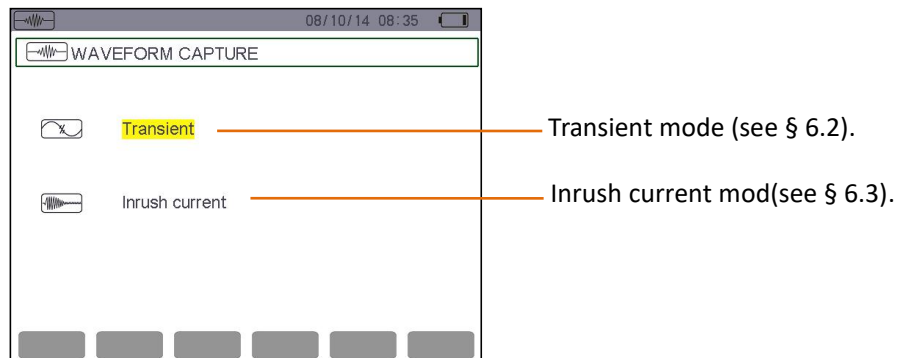 08/10/14 08:35
WAVEFORM CAPTURE
Transient
Transient mode (see § 6.2).
Inrush current
Inrush current mod(see § 6.3).